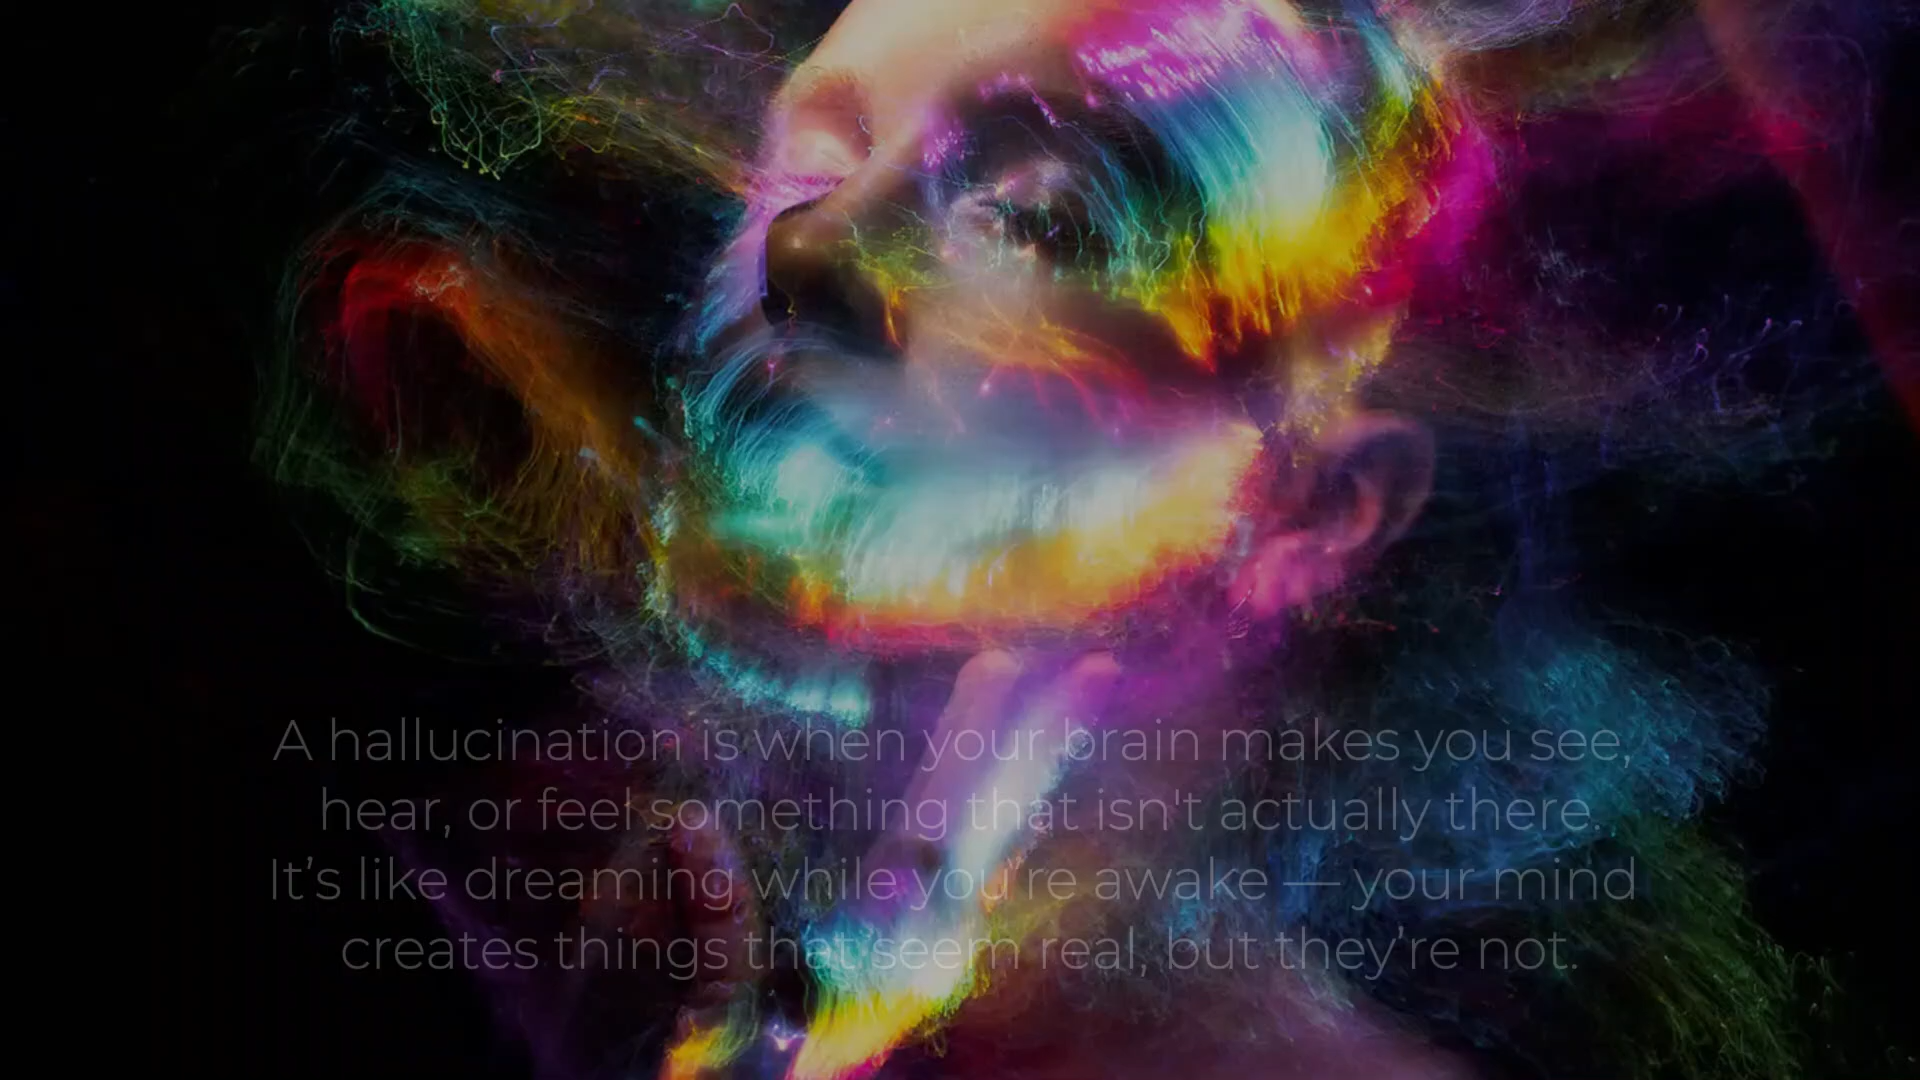 A hallucination is when your brain makes you see,
hear, or feel something that isn't actually there.
It’s like dreaming while you’re awake — your mind
creates things that seem real, but they’re not.